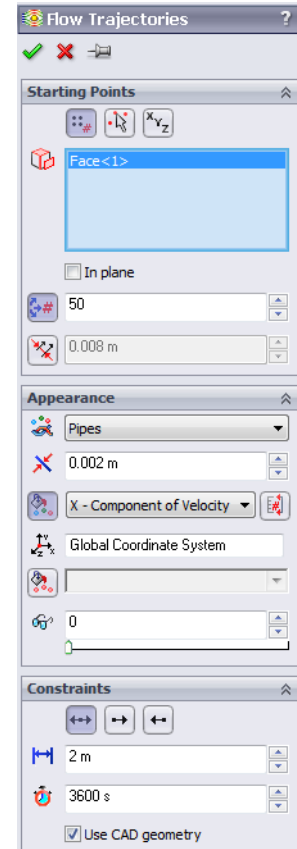 Flow Trajectories ?
Starting Points
X Y Z
Face<1>
In plane
# 50
0.008 m
Appearance
Pipes
0.002 m
X - Component of Velocity
Global Coordinate System
0
Constraints
2 m
3600 s
Use CAD geometry